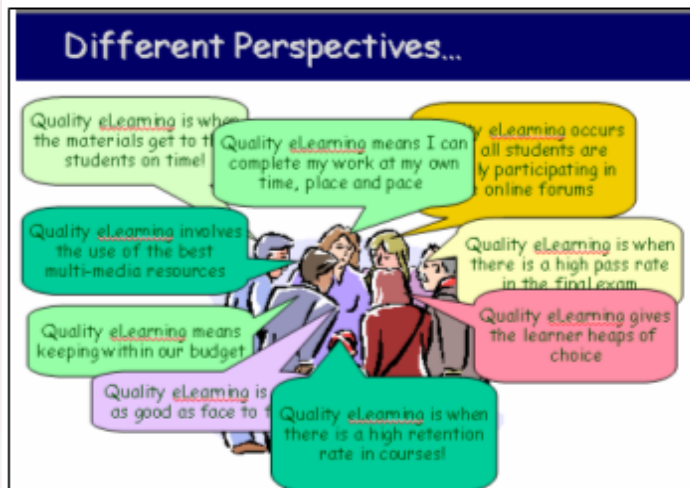 Different Perspectives...
Quality eLearning is when
the materials get to th
students on time!
Quality eLearning means I can
complete my work at my own
time, place and pace
y eLearning occurs
all students are
ly participating in
online forums
Quality eLearning involves
the use of the best
multi-media resources
Quality eLearning is when
there is a high pass rate
in the final exam
Quality eLearning means
keeping within our budget
Quality eLearning gives
the learner heaps of
choice
Quality eLearning is
as good as face to
Quality eLearning is when
there is a high retention
rate in courses!